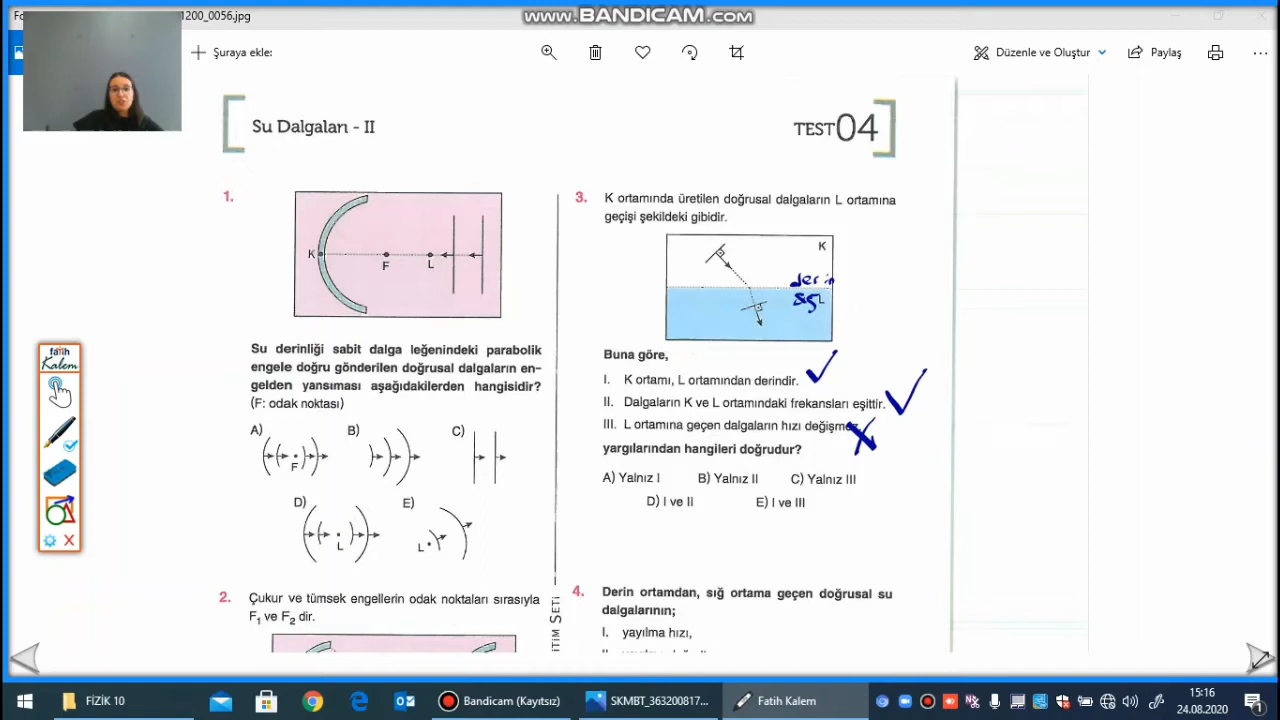 1200_0056.jpg
www.BANDICAM.com
Şuraya ekle:
Düzenle ve Oluştur
Paylaş
Su Dalgaları - II
TEST04
1.
K
F
L
Su derinliği sabit dalga leğenindeki parabolik
engele doğru gönderilen doğrusal dalgaların en-
gelden yansıması aşağıdakilerden hangisidir?
(F: odak noktası)
A)
B)
C)
F
D)
E)
L
L
2. Çukur ve tümsek engellerin odak noktaları sırasıyla
F₁ ve F₂ dir.
İTİM SETİ
3. K ortamında üretilen doğrusal dalgaların L ortamına
geçişi şekildeki gibidir.
K
derin
sığ
L
Buna göre,
I. K ortamı, L ortamından derindir.
II. Dalgaların K ve L ortamındaki frekansları eşittir.
III. L ortamına geçen dalgaların hızı değişmez.
yargılarından hangileri doğrudur?
A) Yalnız I B) Yalnız II C) Yalnız III
D) I ve II E) I ve III
4. Derin ortamdan, sığ ortama geçen doğrusal su
dalgalarının;
I. yayılma hızı,
fatih
Kalem
FİZİK 10
Bandicam (Kayıtsız)
SKMBT_363200817...
Fatih Kalem
15:16
24.08.2020
1